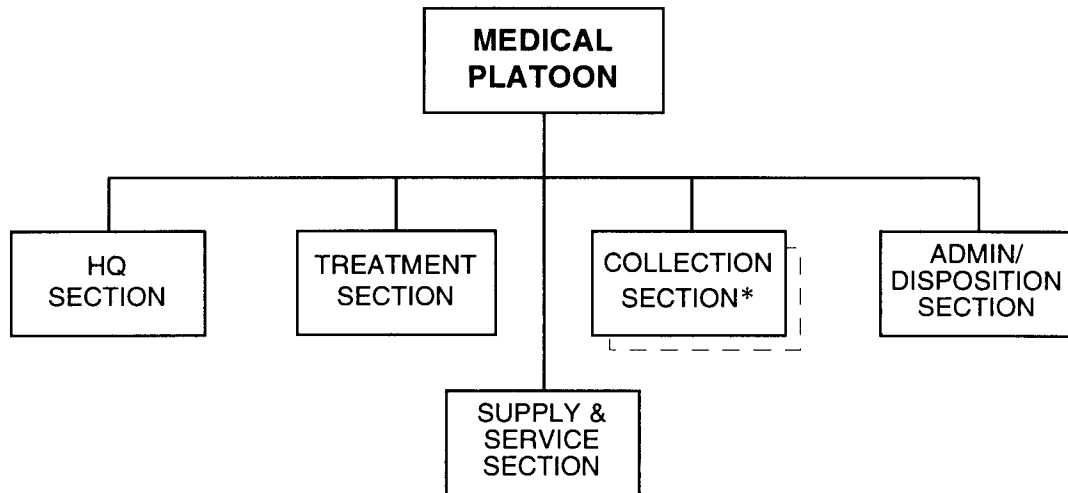 MEDICAL
PLATOON
HQ
SECTION
TREATMENT
SECTION
COLLECTION
SECTION*
ADMIN/
DISPOSITION
SECTION
SUPPLY &
SERVICE
SECTION